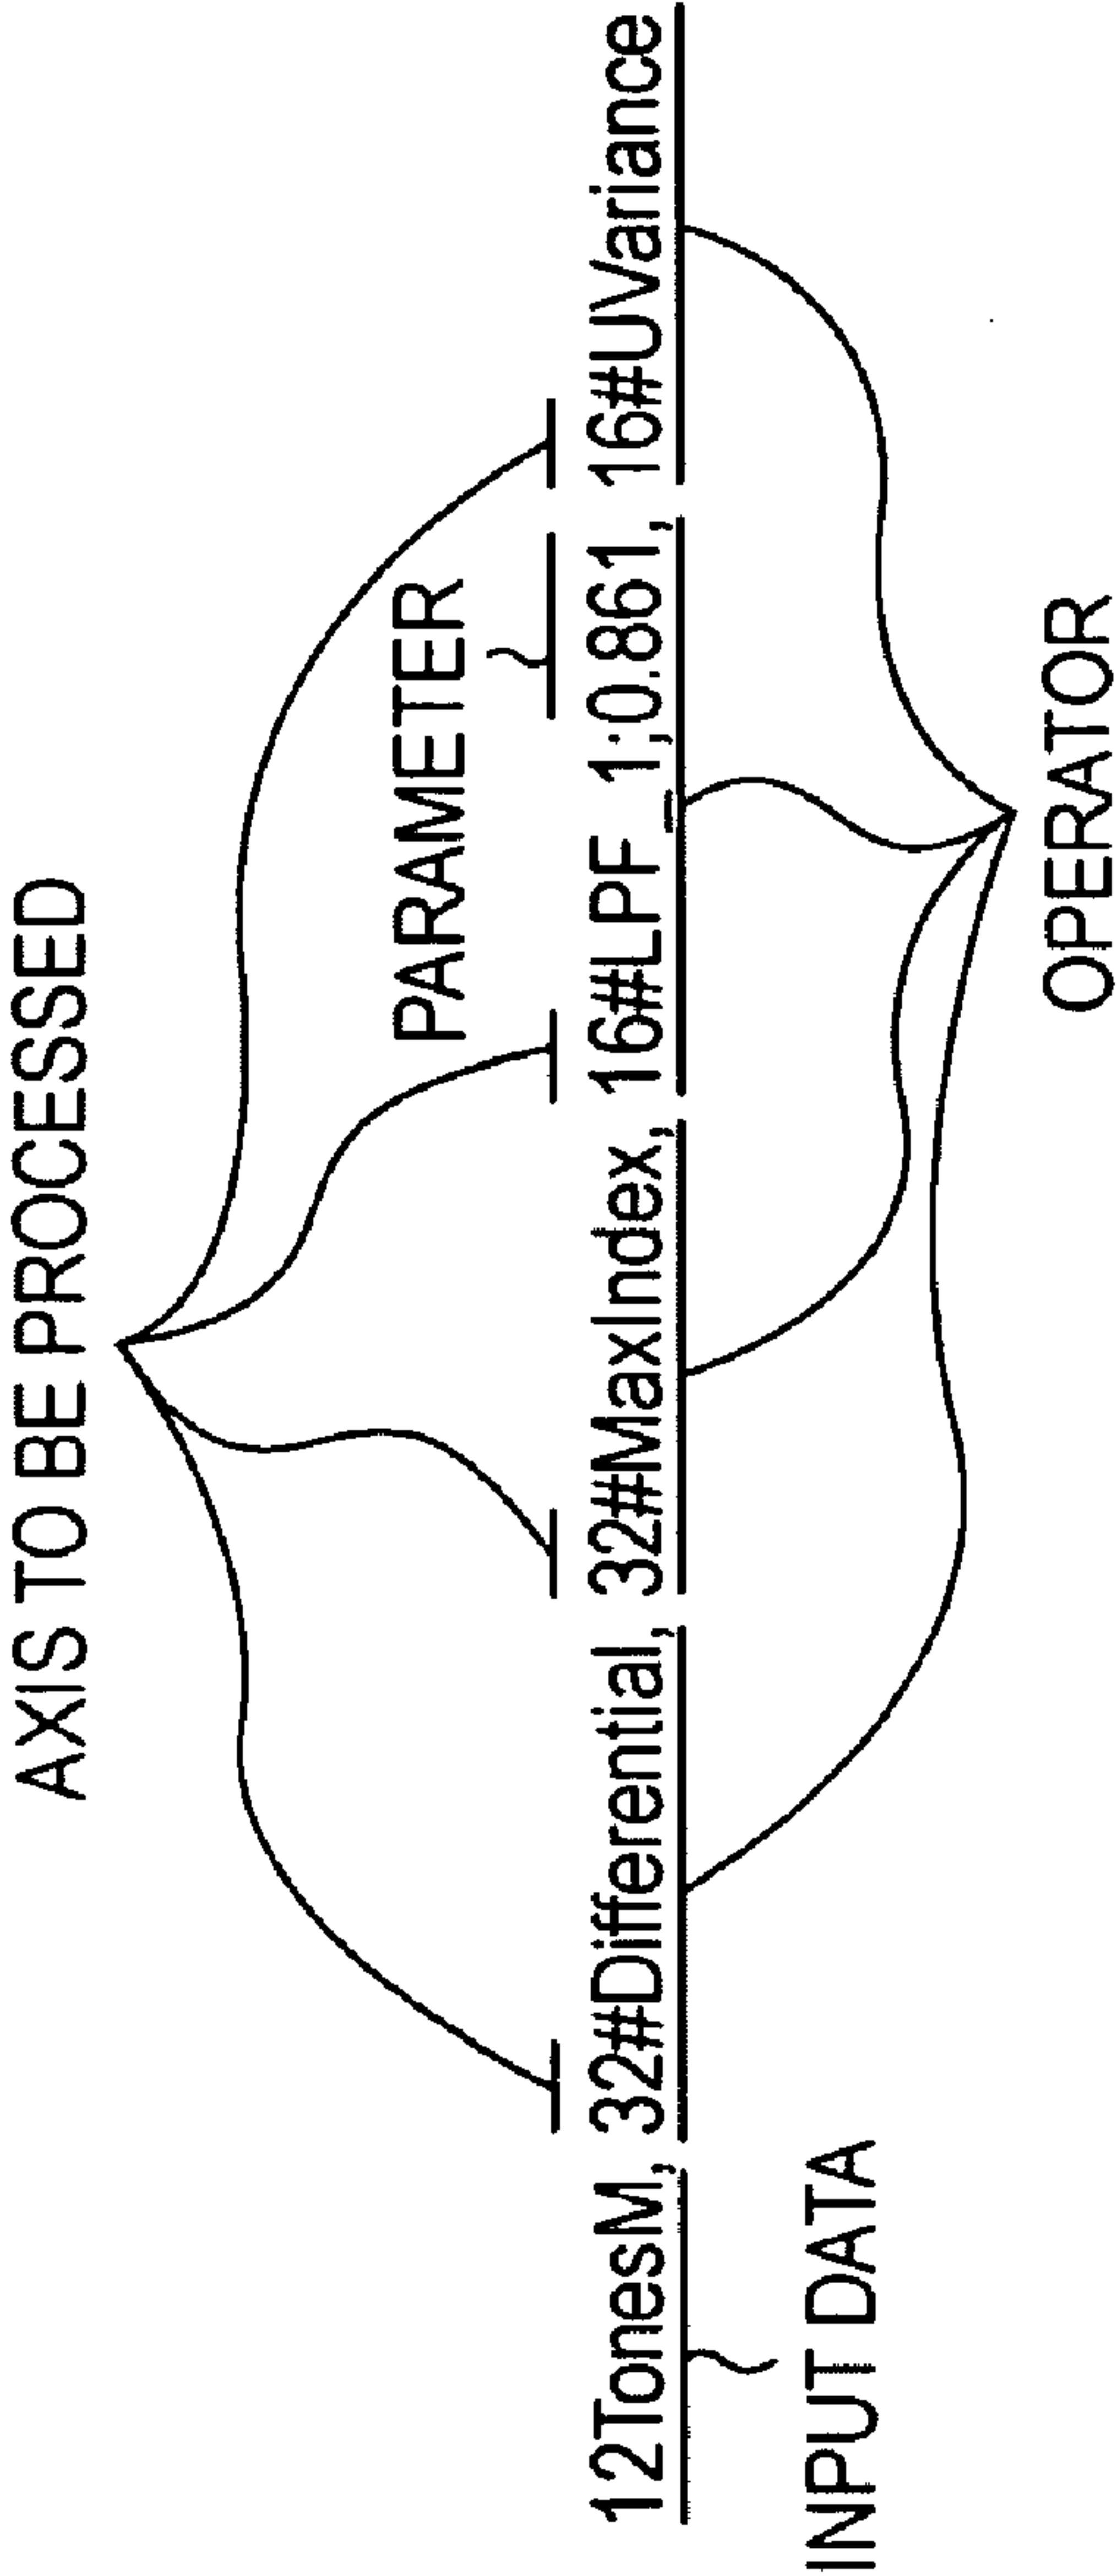 AXIS TO BE PROCESSED
PARAMETER
12TonesM, 32#Differential, 32#MaxIndex, 16#LPF_1;0.861, 16#UVariance
INPUT DATA
OPERATOR